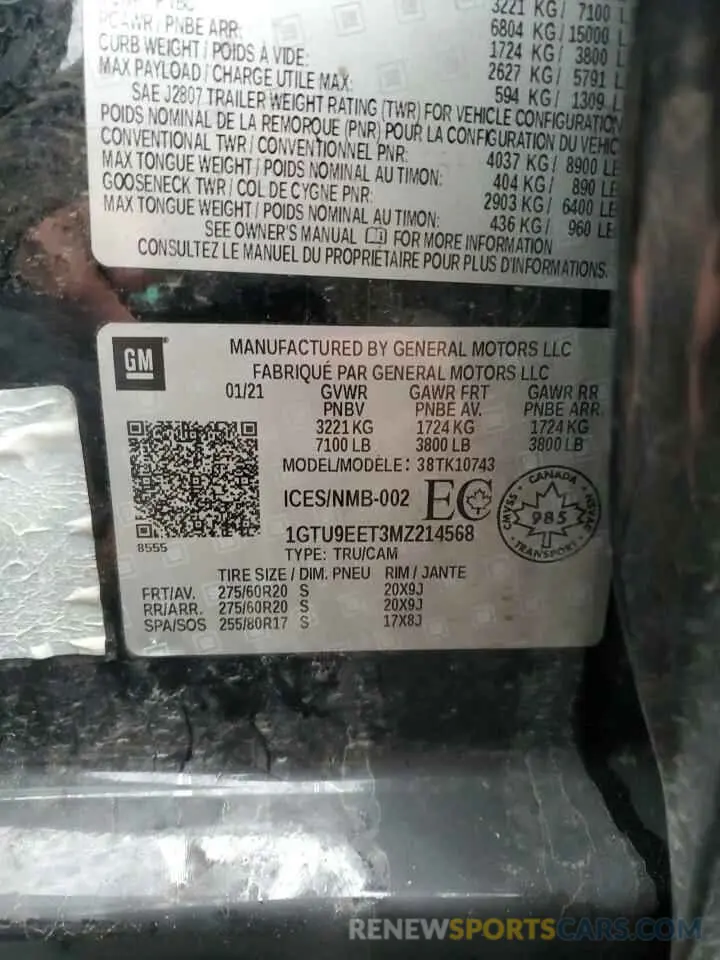 3221 KG/ 7100 L
PNBE ARR: 6804 KG/ 15000 L
CURB WEIGHT / POIDS À VIDE: 1724 KG/ 3800 L
MAX PAYLOAD / CHARGE UTILE MAX: 2627 KG/ 5791 L
594 KG/ 1309 L
SAE J2807 TRAILER WEIGHT RATING (TWR) FOR VEHICLE CONFIGURATION
POIDS NOMINAL DE LA REMORQUE (PNR) POUR LA CONFIGURATION DU VEHIC
CONVENTIONAL TWR / CONVENTIONNEL PNR: 4037 KG/ 8900 LB
MAX TONGUE WEIGHT / POIDS NOMINAL AU TIMON: 404 KG/ 890 LB
GOOSENECK TWR / COL DE CYGNE PNR: 2903 KG/ 6400 LB
MAX TONGUE WEIGHT / POIDS NOMINAL AU TIMON: 436 KG/ 960 LB
SEE OWNER'S MANUAL FOR MORE INFORMATION
CONSULTEZ LE MANUEL DU PROPRIÉTAIRE POUR PLUS D'INFORMATIONS.
GM
MANUFACTURED BY GENERAL MOTORS LLC
FABRIQUÉ PAR GENERAL MOTORS LLC
01/21 GVWR GAWR FRT GAWR RR
PNBV PNBE AV. PNBE ARR.
3221 KG 1724 KG 1724 KG
7100 LB 3800 LB 3800 LB
MODEL/MODÈLE: 38TK10743
ICES/NMB-002 EC
CANADA
SSVAC 985 NSVAC
TRANSPORT
1GTU9EET3MZ214568
8555
TYPE: TRU/CAM
TIRE SIZE / DIM. PNEU RIM / JANTE
FRT/AV. 275/60R20 S 20X9J
RR/ARR. 275/60R20 S 20X9J
SPA/SOS 255/80R17 S 17X8J
RENEWSPORTSCARS.COM